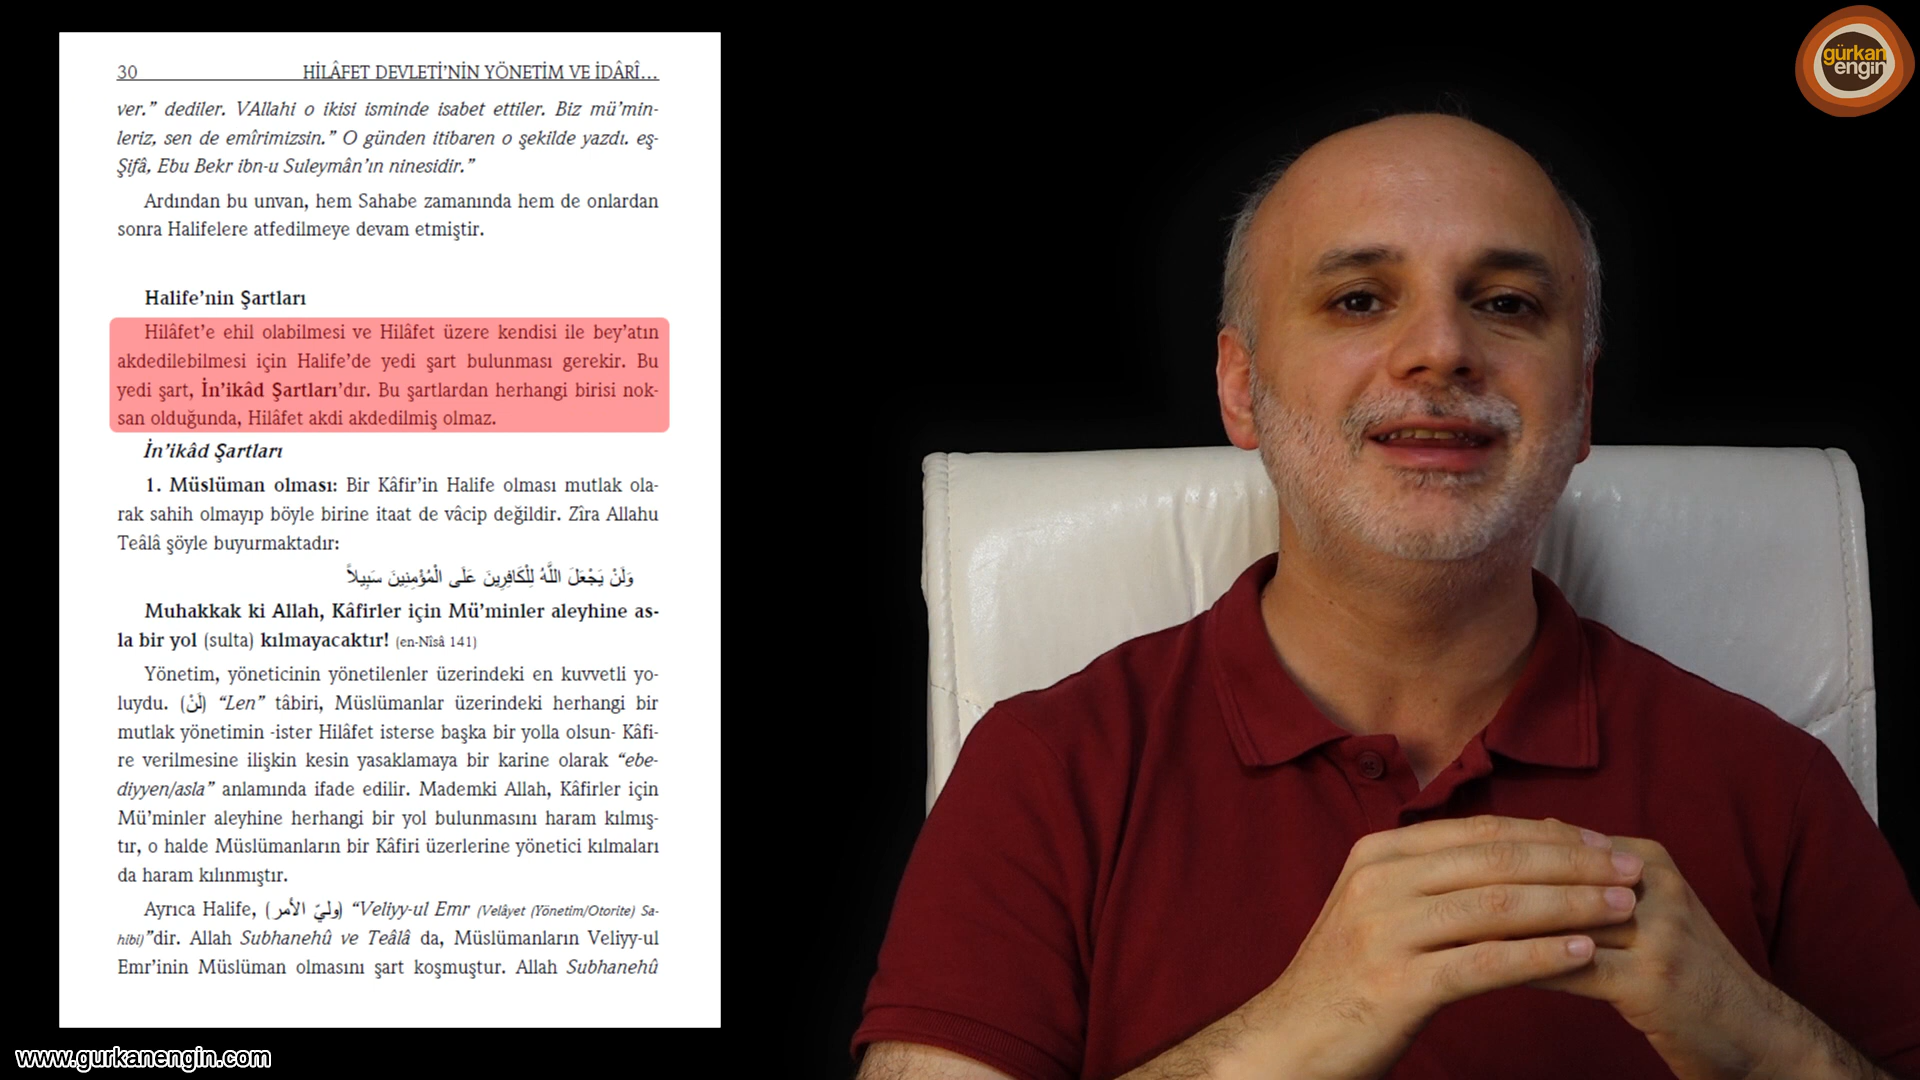 30 HİLÂFET DEVLETİ’NİN YÖNETİM VE İDÂRÎ…
ver.” dediler. VAllahi o ikisi isminde isabet ettiler. Biz mü’min-
leriz, sen de emîrimizsin.” O günden itibaren o şekilde yazdı. eş-
Şifâ, Ebu Bekr ibn-u Suleymân’ın ninesidir.”
Ardından bu unvan, hem Sahabe zamanında hem de onlardan
sonra Halifelere atfedilmeye devam etmiştir.
Halife’nin Şartları
Hilâfet’e ehil olabilmesi ve Hilâfet üzere kendisi ile bey’atın
akdedilebilmesi için Halife’de yedi şart bulunması gerekir. Bu
yedi şart, İn’ikâd Şartları’dır. Bu şartlardan herhangi birisi nok-
san olduğunda, Hilâfet akdi akdedilmiş olmaz.
İn’ikâd Şartları
1. Müslüman olması: Bir Kâfir’in Halife olması mutlak ola-
rak sahih olmayıp böyle birine itaat de vâcip değildir. Zîra Allahu
Teâlâ şöyle buyurmaktadır:
وَلَنْ يَجْعَلَ اللَّهُ لِلْكَافِرِينَ عَلَى الْمُؤْمِنِينَ سَبِيلاً
Muhakkak ki Allah, Kâfirler için Mü’minler aleyhine as-
la bir yol (sulta) kılmayacaktır! (en-Nîsâ 141)
Yönetim, yöneticinin yönetilenler üzerindeki en kuvvetli yo-
luydu. (لَنْ) “Len” tâbiri, Müslümanlar üzerindeki herhangi bir
mutlak yönetimin -ister Hilâfet isterse başka bir yolla olsun- Kâfi-
re verilmesine ilişkin kesin yasaklamaya bir karine olarak “ebe-
diyyen/asla” anlamında ifade edilir. Mademki Allah, Kâfirler için
Mü’minler aleyhine herhangi bir yol bulunmasını haram kılmış-
tır, o halde Müslümanların bir Kâfiri üzerlerine yönetici kılmaları
da haram kılınmıştır.
Ayrıca Halife, (وليّ الأمر) “Veliyy-ul Emr (Velâyet (Yönetim/Otorite) Sa-
hibi)”dir. Allah Subhanehû ve Teâlâ da, Müslümanların Veliyy-ul
Emr’inin Müslüman olmasını şart koşmuştur. Allah Subhanehû
gürkan
engin
www.gurkanengin.com